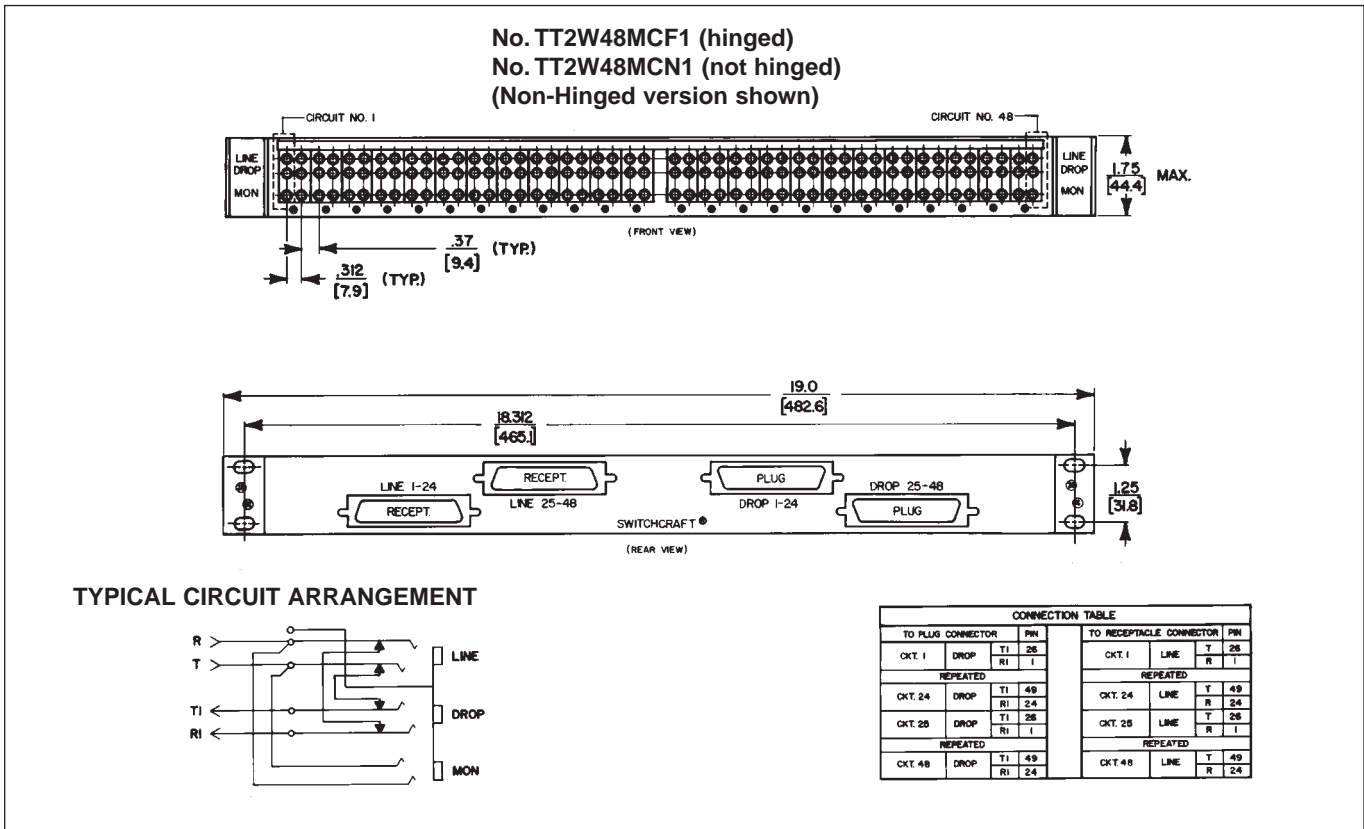 No. TT2W48MCF1 (hinged)
No. TT2W48MCN1 (not hinged)
(Non-Hinged version shown)
CIRCUIT NO. 1
CIRCUIT NO. 48
LINE
DROP
MON
LINE
DROP
MON
1.75
[44.4]
MAX.
(FRONT VIEW)
.37
[9.4]
(TYP.)
.312
[7.9]
(TYP.)
19.0
[482.6]
18.312
[465.1]
LINE 1-24
RECEPT.
RECEPT.
LINE 25-48
PLUG
DROP 1-24
DROP 25-48
PLUG
SWITCHCRAFT®
1.25
[31.8]
(REAR VIEW)
TYPICAL CIRCUIT ARRANGEMENT
R
T
T1
R1
LINE
DROP
MON
CONNECTION TABLE
TO PLUG CONNECTOR PIN TO RECEPTACLE CONNECTOR PIN
CKT. 1 DROP T1 26 CKT. 1 LINE T 26
R1 1 R 1
REPEATED REPEATED
CKT. 24 DROP T1 49 CKT. 24 LINE T 49
R1 24 R 24
CKT. 25 DROP T1 26 CKT. 25 LINE T 26
R1 1 R 1
REPEATED REPEATED
CKT. 48 DROP T1 49 CKT. 48 LINE T 49
R1 24 R 24